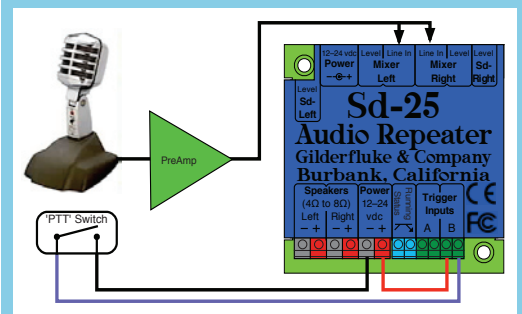 12–24 vdc
Power
Level Line In
Mixer
Left
Line In Level
Mixer
Right
Level
Sd-
Right
Level
Sd-
Left
Sd-25
Audio Repeater
Gilderfluke & Company
Burbank, California
PreAmp
'PTT' Switch
Speakers
(4Ω to 8Ω)
Left Right
– + – +
Power
12–24
vdc
– +
Running
Status
Trigger
Inputs
A B
CE
FC